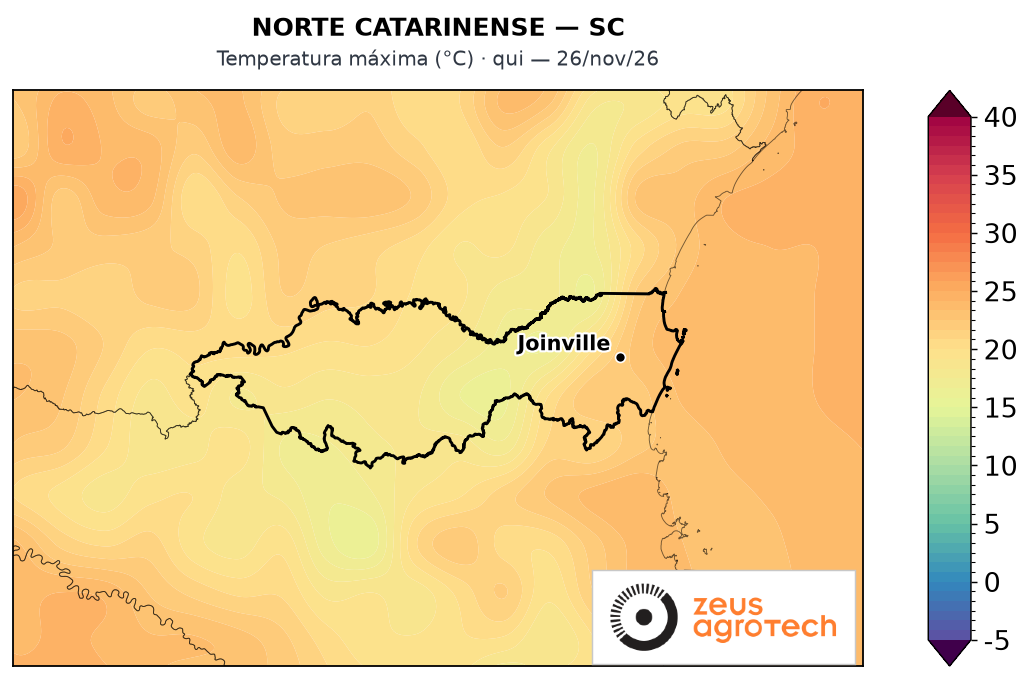 NORTE CATARINENSE — SC
Temperatura máxima (°C) · qui — 26/nov/26
Joinville
40
35
30
25
20
15
10
5
0
-5
zeus
agrotech